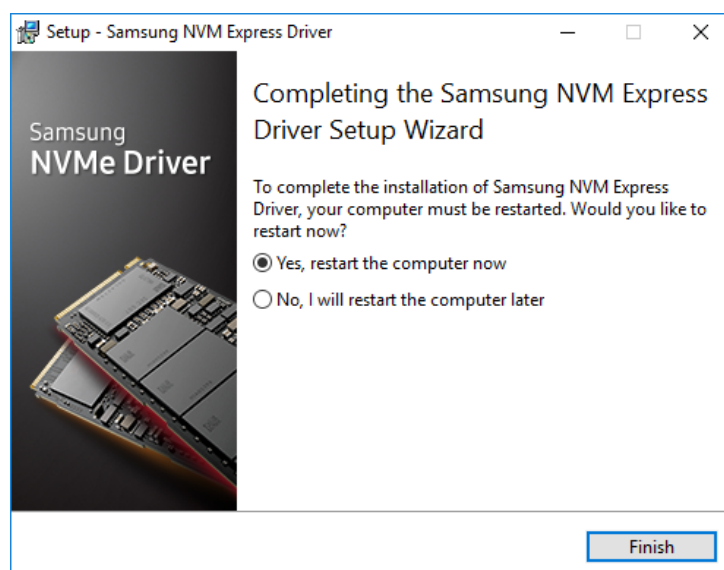 Setup - Samsung NVM Express Driver
Samsung
NVMe Driver
Completing the Samsung NVM Express
Driver Setup Wizard
To complete the installation of Samsung NVM Express
Driver, your computer must be restarted. Would you like to
restart now?
Yes, restart the computer now
No, I will restart the computer later
Finish